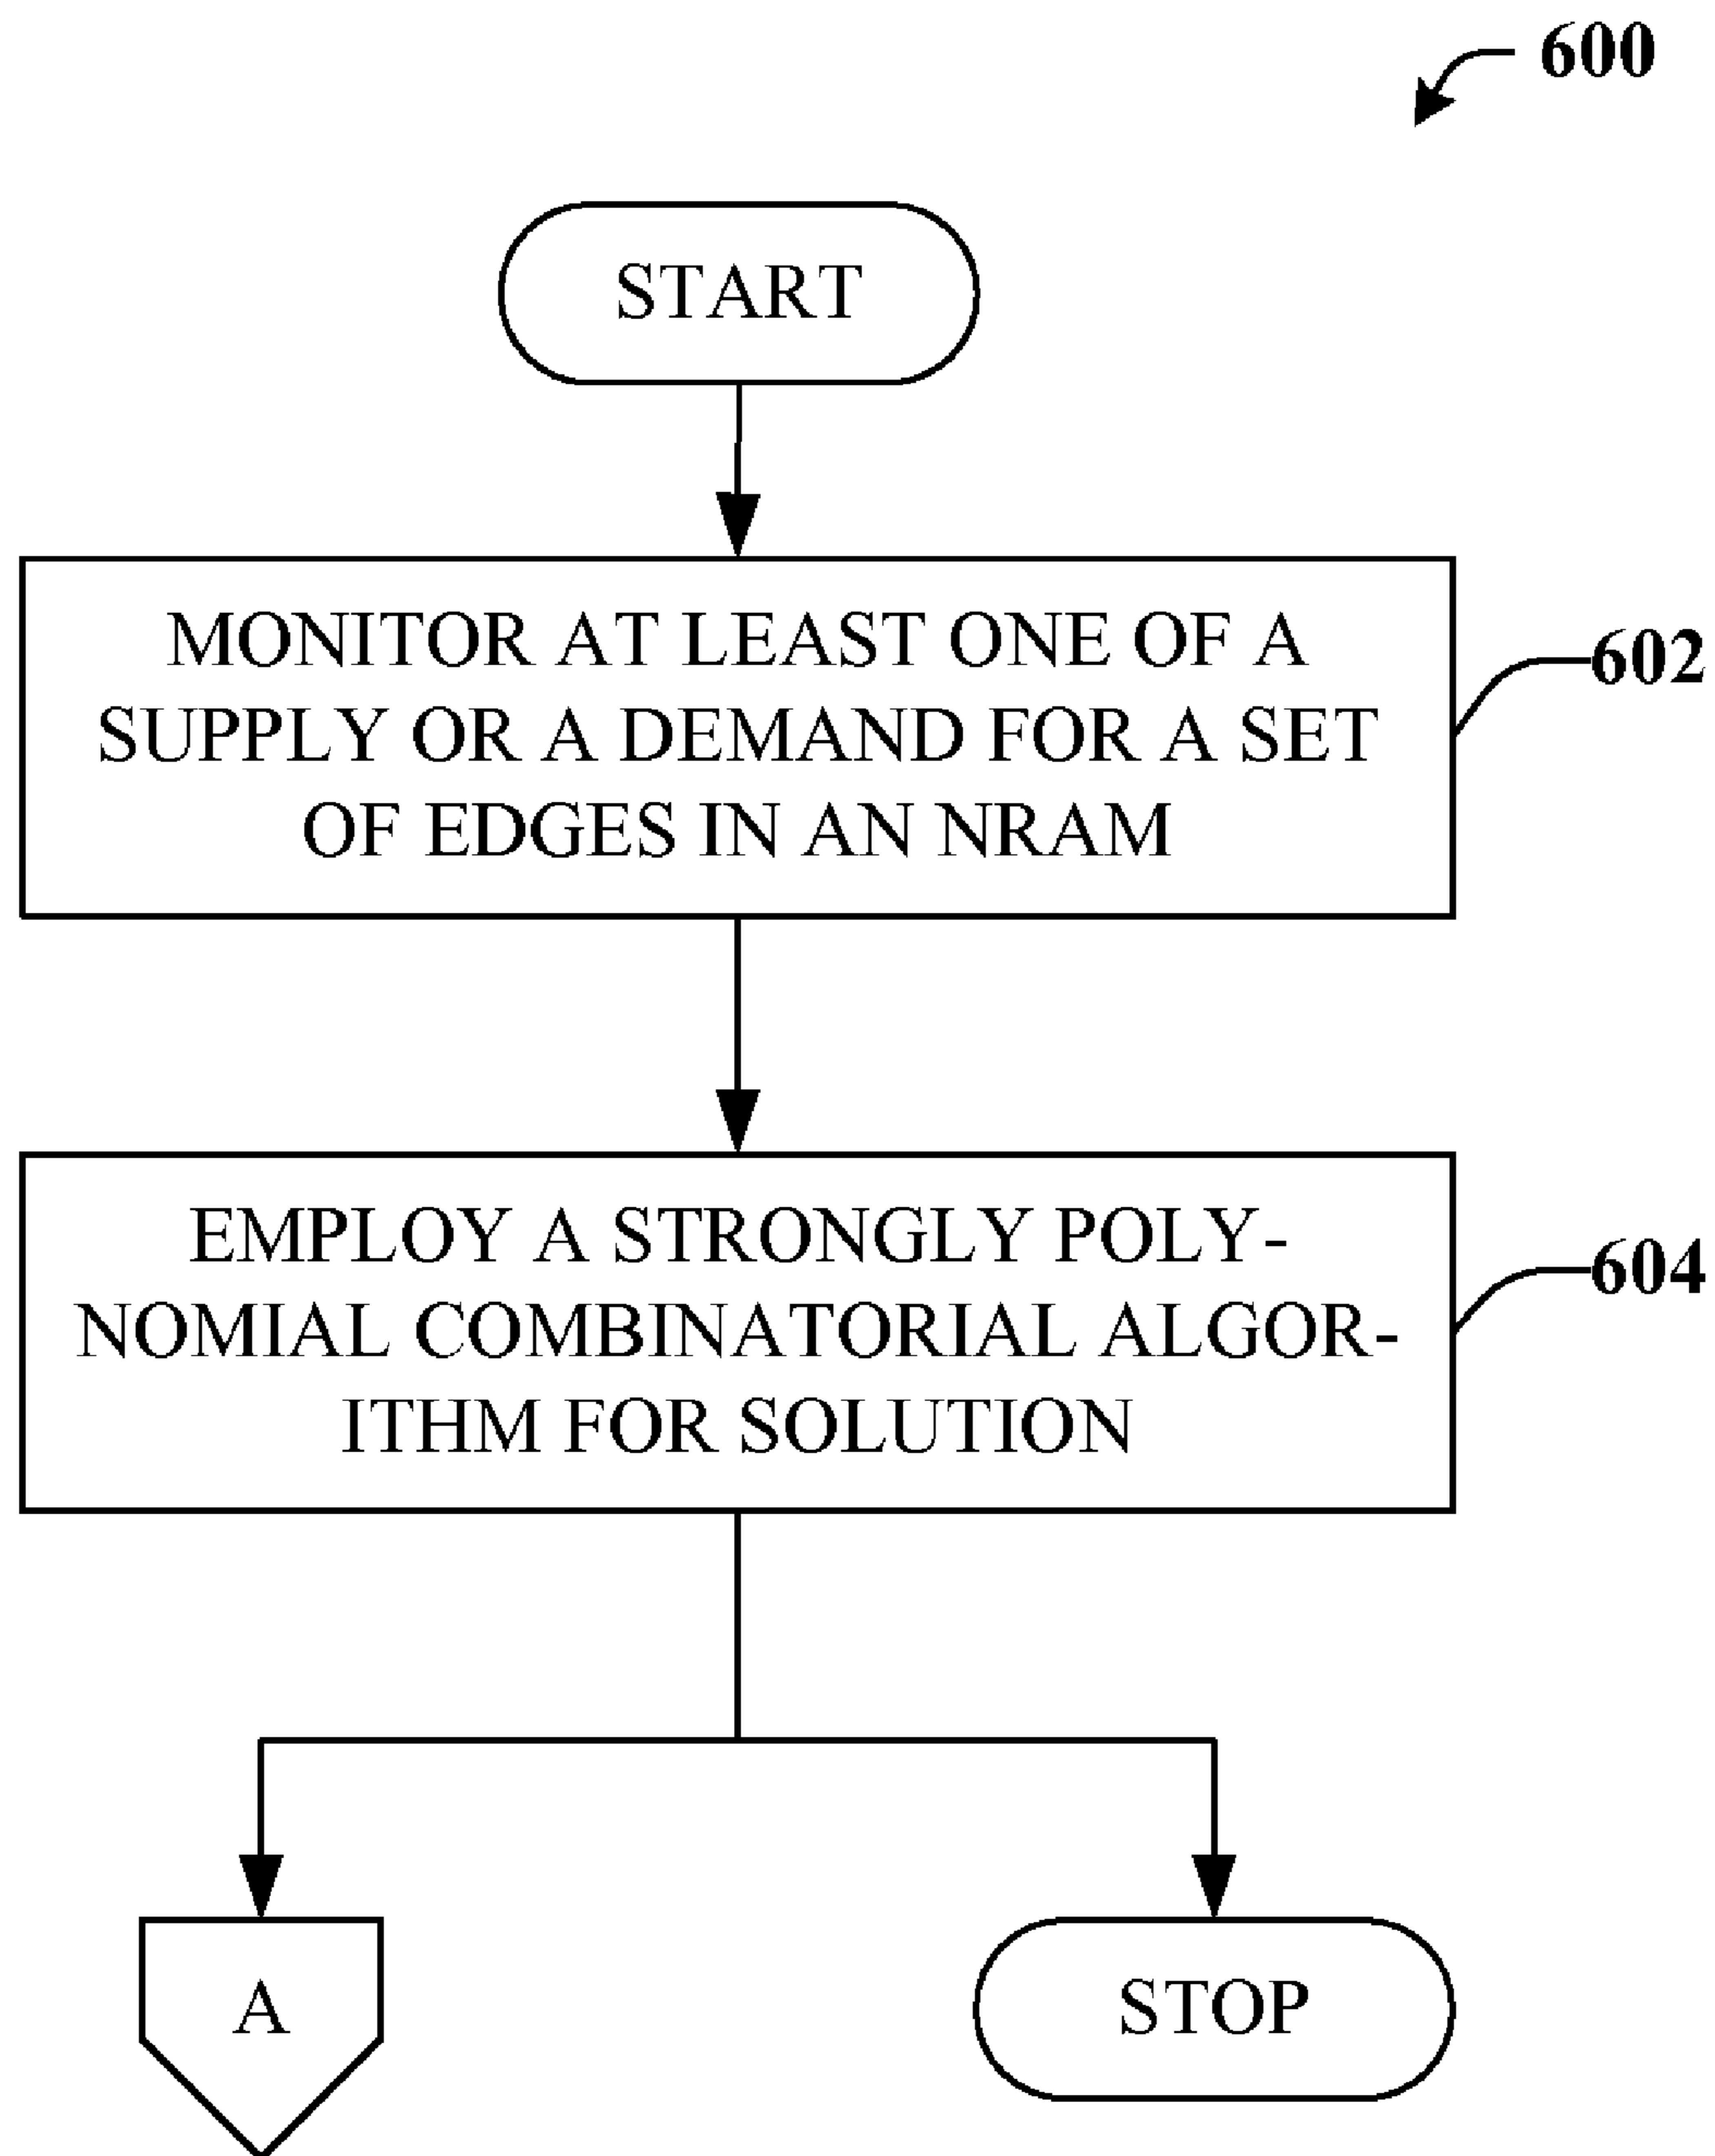 600
START
MONITOR AT LEAST ONE OF A
SUPPLY OR A DEMAND FOR A SET
OF EDGES IN AN NRAM
602
EMPLOY A STRONGLY POLY-
NOMIAL COMBINATORIAL ALGOR-
ITHM FOR SOLUTION
604
A
STOP